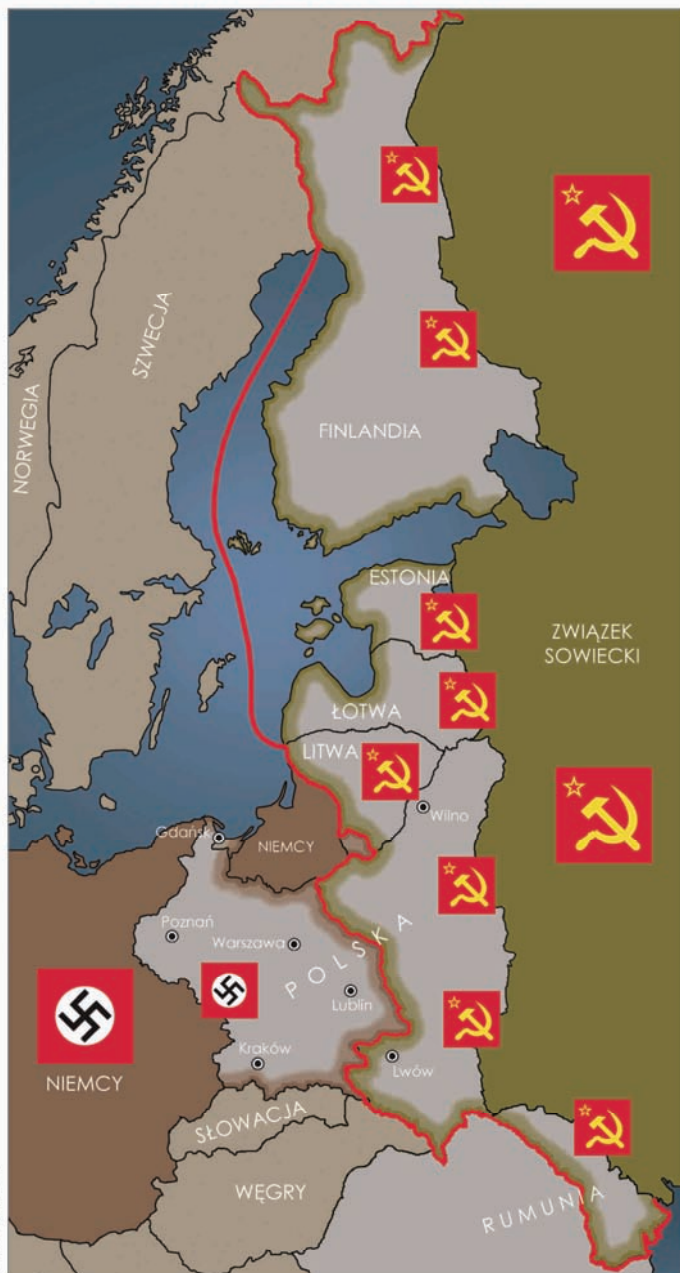 NORWEGIA
SZWECJA
FINLANDIA
ESTONIA
ZWIĄZEK
SOWIECKI
ŁOTWA
LITWA
Wilno
Gdańsk
NIEMCY
Poznań
Warszawa
POLSKA
Lublin
NIEMCY
Kraków
Lwów
SŁOWACJA
WĘGRY
RUMUNIA